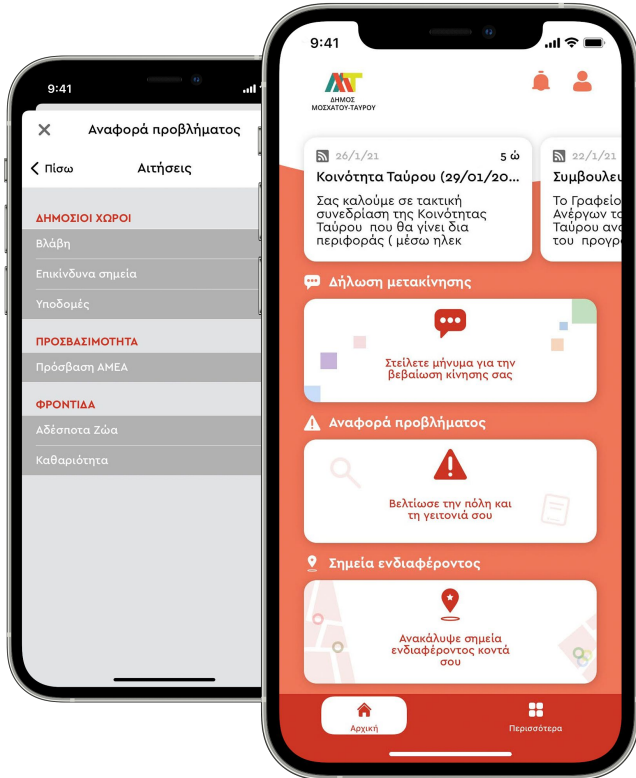 9:41
Αναφορά προβλήματος
Πίσω
Αιτήσεις
ΔΗΜΟΣΙΟΙ ΧΩΡΟΙ
Βλάβη
Επικίνδυνα σημεία
Υποδομές
ΠΡΟΣΒΑΣΙΜΟΤΗΤΑ
Πρόσβαση ΑΜΕΑ
ΦΡΟΝΤΙΔΑ
Αδέσποτα Ζώα
Καθαριότητα
9:41
ΔΗΜΟΣ
ΜΟΣΧΑΤΟΥ-ΤΑΥΡΟΥ
26/1/21 5 ώ
Κοινότητα Ταύρου (29/01/20...
Σας καλούμε σε τακτική
συνεδρίαση της Κοινότητας
Ταύρου που θα γίνει δια
περιφοράς ( μέσω ηλεκ
22/1/21
Συμβουλευ
Το Γραφείο
Ανέργων το
Ταύρου ανα
του προγρ
Δήλωση μετακίνησης
Στείλετε μήνυμα για την
βεβαίωση κίνησης σας
Αναφορά προβλήματος
Βελτίωσε την πόλη και
τη γειτονιά σου
Σημεία ενδιαφέροντος
Ανακάλυψε σημεία
ενδιαφέροντος κοντά
σου
Αρχική
Περισσότερα